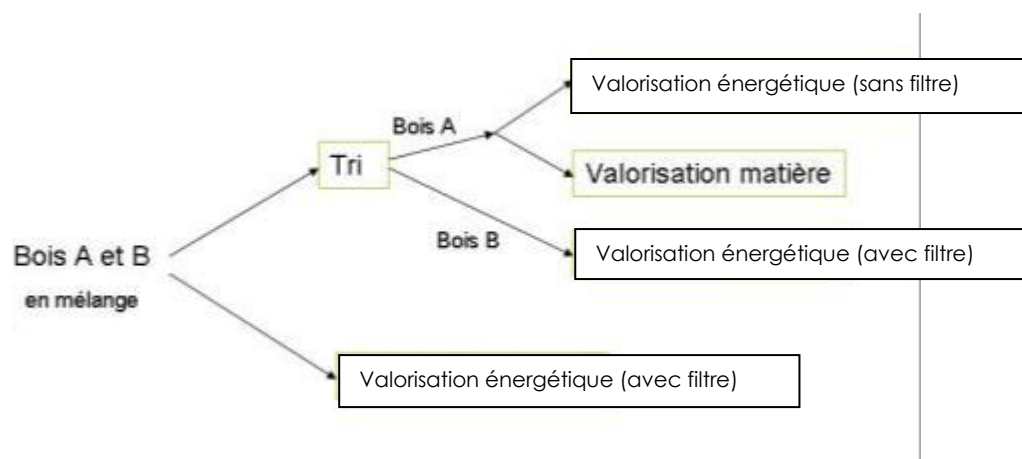 Valorisation énergétique (sans filtre)
Bois A
Tri
Valorisation matière
Bois B
Valorisation énergétique (avec filtre)
Bois A et B
en mélange
Valorisation énergétique (avec filtre)